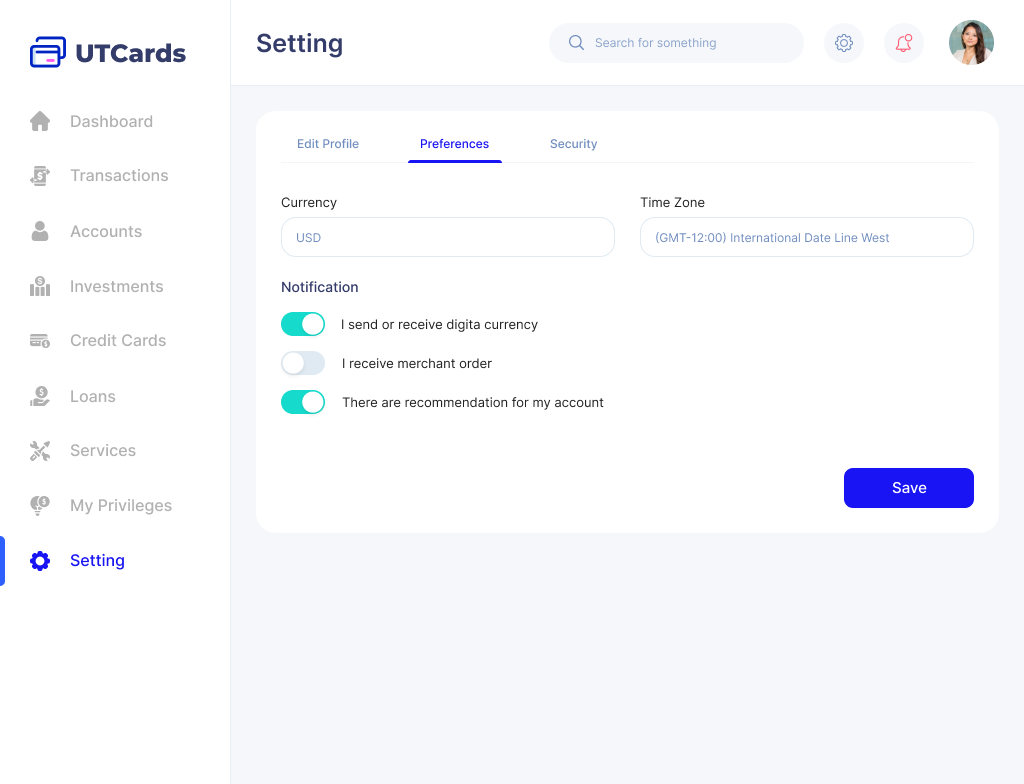 UTCards
Setting
Search for something
Dashboard
Transactions
Accounts
Investments
Credit Cards
Loans
Services
My Privileges
Setting
Edit Profile
Preferences
Security
Currency
Time Zone
USD
(GMT-12:00) International Date Line West
Notification
I send or receive digita currency
I receive merchant order
There are recommendation for my account
Save